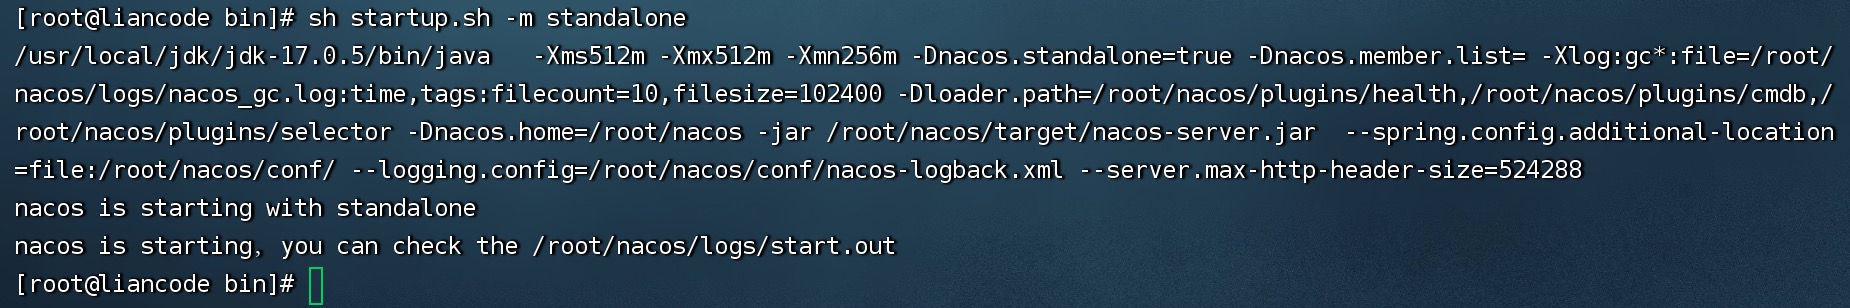 [root@liancode bin]# sh startup.sh -m standalone
/usr/local/jdk/jdk-17.0.5/bin/java   -Xms512m -Xmx512m -Xmn256m -Dnacos.standalone=true -Dnacos.member.list= -Xlog:gc*:file=/root/
nacos/logs/nacos_gc.log:time,tags:filecount=10,filesize=102400 -Dloader.path=/root/nacos/plugins/health,/root/nacos/plugins/cmdb,/
root/nacos/plugins/selector -Dnacos.home=/root/nacos -jar /root/nacos/target/nacos-server.jar  --spring.config.additional-location
=file:/root/nacos/conf/ --logging.config=/root/nacos/conf/nacos-logback.xml --server.max-http-header-size=524288
nacos is starting with standalone
nacos is starting，you can check the /root/nacos/logs/start.out
[root@liancode bin]#